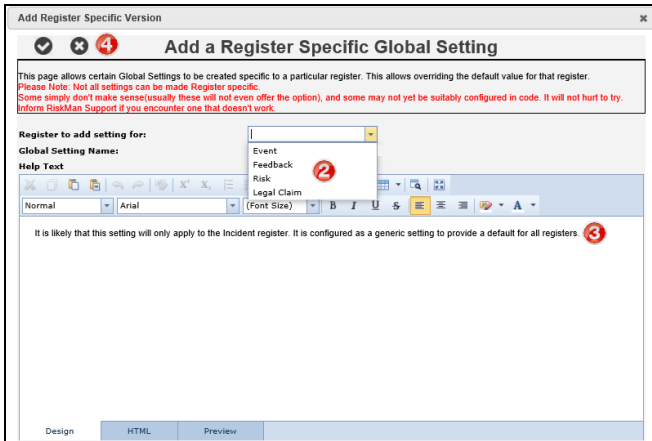 Add Register Specific Version
4 Add a Register Specific Global Setting
This page allows certain Global Settings to be created specific to a particular register. This allows overriding the default value for that register.
Please Note: Not all settings can be made Register specific.
Some simply don't make sense(usually these will not even offer the option), and some may not yet be suitably configured in code. It will not hurt to try.
Inform RiskMan Support if you encounter one that doesn't work.
Register to add setting for:
Global Setting Name:
Help Text
Event
Feedback
Risk
Legal Claim
2
Normal Arial (Font Size) B I U S A
It is likely that this setting will only apply to the Incident register. It is configured as a generic setting to provide a default for all registers. 3
Design HTML Preview